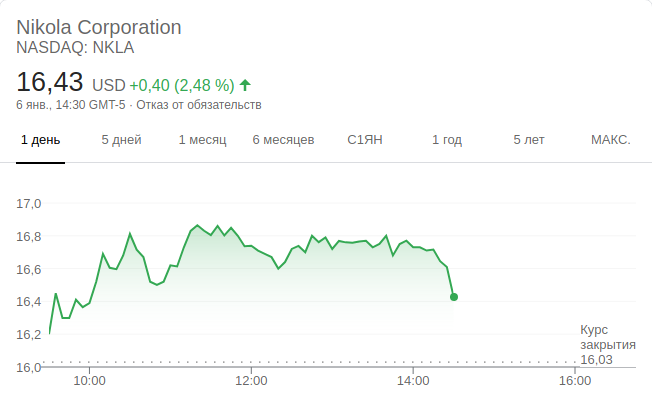 Nikola Corporation
NASDAQ: NKLA
16,43 USD +0,40 (2,48 %)
6 янв., 14:30 GMT-5 · Отказ от обязательств
1 день 5 дней 1 месяц 6 месяцев С1ЯН 1 год 5 лет МАКС.
17,0
16,8
16,6
16,4
16,2
16,0
Курс
закрытия
16,03
10:00 12:00 14:00 16:00